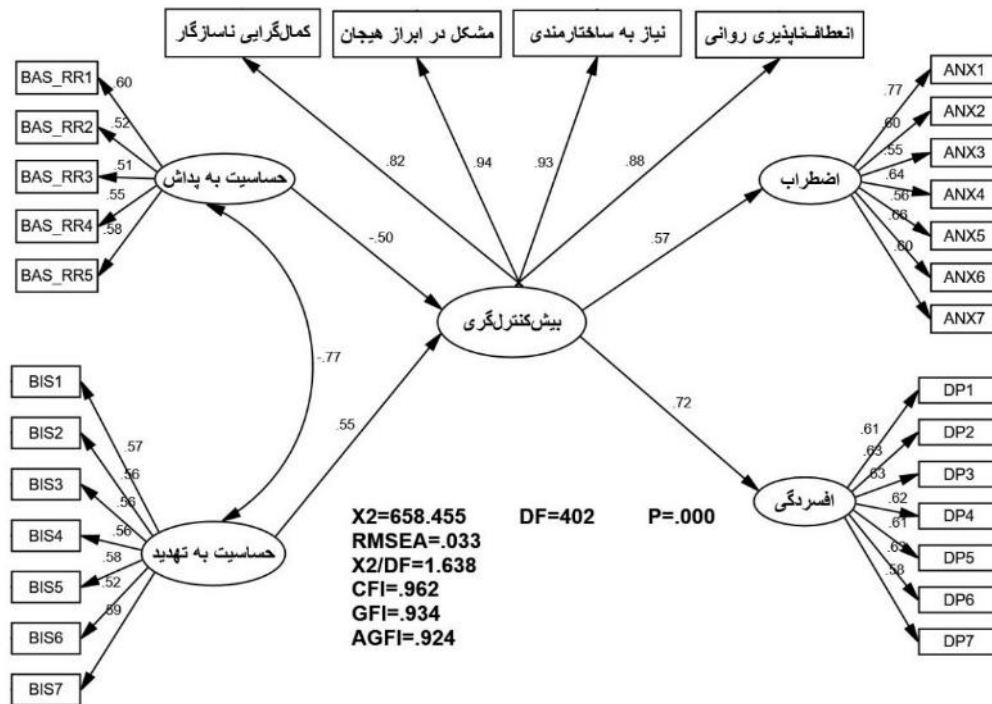 کمال‌گرایی ناسازگار
مشکل در ابراز هیجان
نیاز به ساختارمندی
انعطاف‌ناپذیری روانی
BAS_RR1
BAS_RR2
BAS_RR3
BAS_RR4
BAS_RR5
.60
.52
.51
.55
.58
حساسیت به پداش
.82
.94
.93
.88
ANX1
ANX2
ANX3
ANX4
ANX5
ANX6
ANX7
.77
.60
.55
.64
.56
.66
.60
اضطراب
-.50
.57
بیش‌کنترل‌گری
-.77
.55
.72
BIS1
BIS2
BIS3
BIS4
BIS5
BIS6
BIS7
.57
.56
.56
.56
.58
.52
.59
حساسیت به تهدید
DP1
DP2
DP3
DP4
DP5
DP6
DP7
.61
.63
.63
.62
.61
.63
.58
افسردگی
X2=658.455 DF=402 P=.000
RMSEA=.033
X2/DF=1.638
CFI=.962
GFI=.934
AGFI=.924